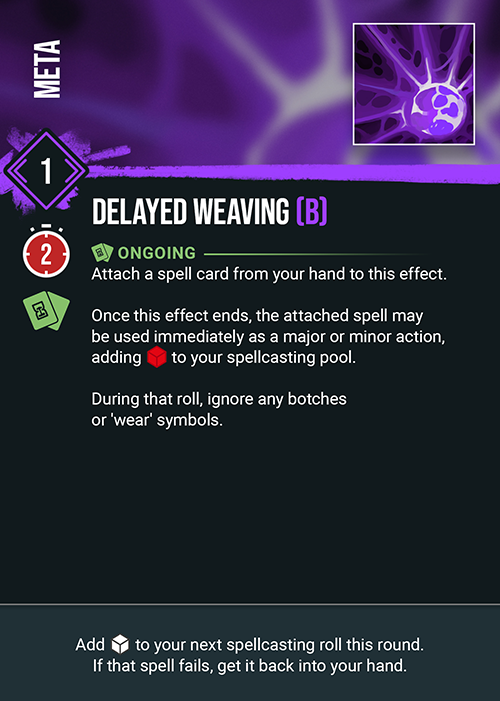 META
1
DELAYED WEAVING (B)
2
ONGOING
Attach a spell card from your hand to this effect.
Once this effect ends, the attached spell may
be used immediately as a major or minor action,
adding to your spellcasting pool.
During that roll, ignore any botches
or 'wear' symbols.
Add to your next spellcasting roll this round.
If that spell fails, get it back into your hand.